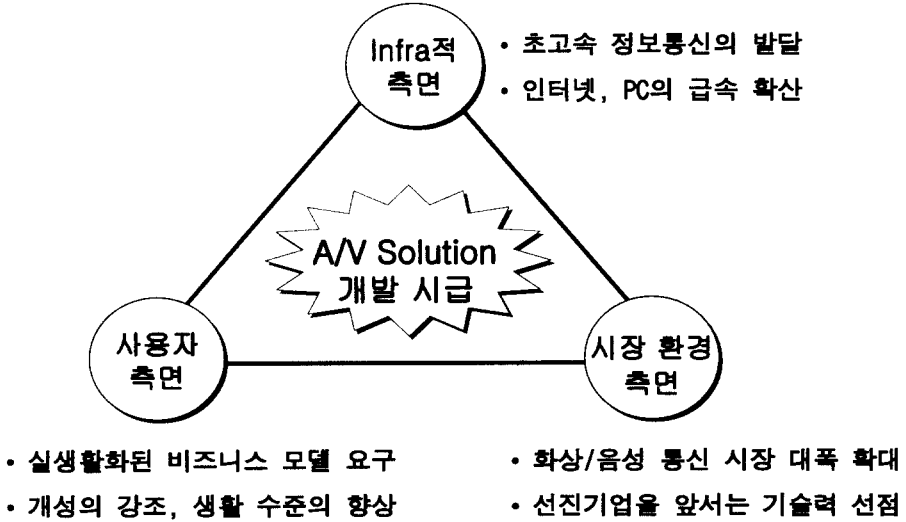 Infra적
측면
• 초고속 정보통신의 발달
• 인터넷, PC의 급속 확산
A/V Solution
개발 시급
사용자
측면
시장 환경
측면
• 실생활화된 비즈니스 모델 요구
• 개성의 강조, 생활 수준의 향상
• 화상/음성 통신 시장 대폭 확대
• 선진기업을 앞서는 기술력 선점